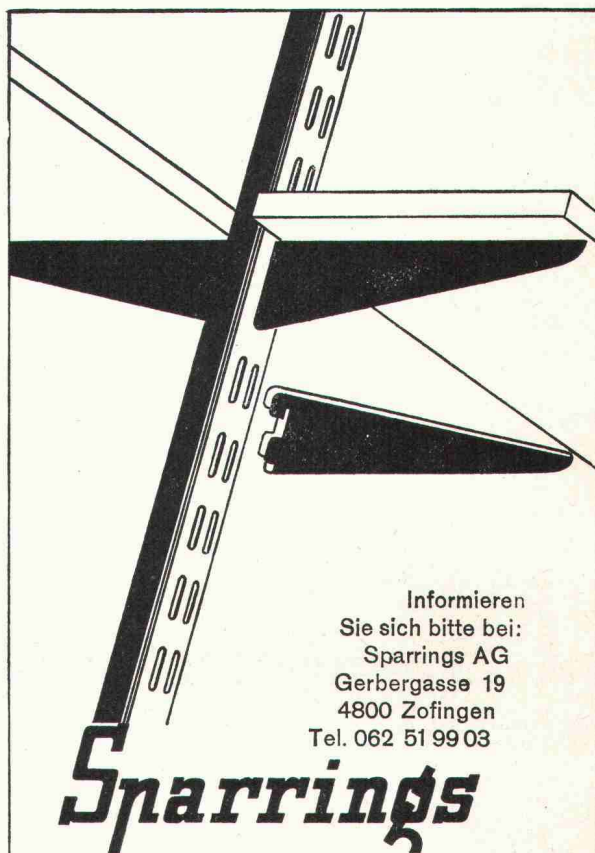 Informieren
Sie sich bitte bei:
Sparrings AG
Gerbergasse 19
4800 Zofingen
Tel. 062 51 99 03
Sparrings